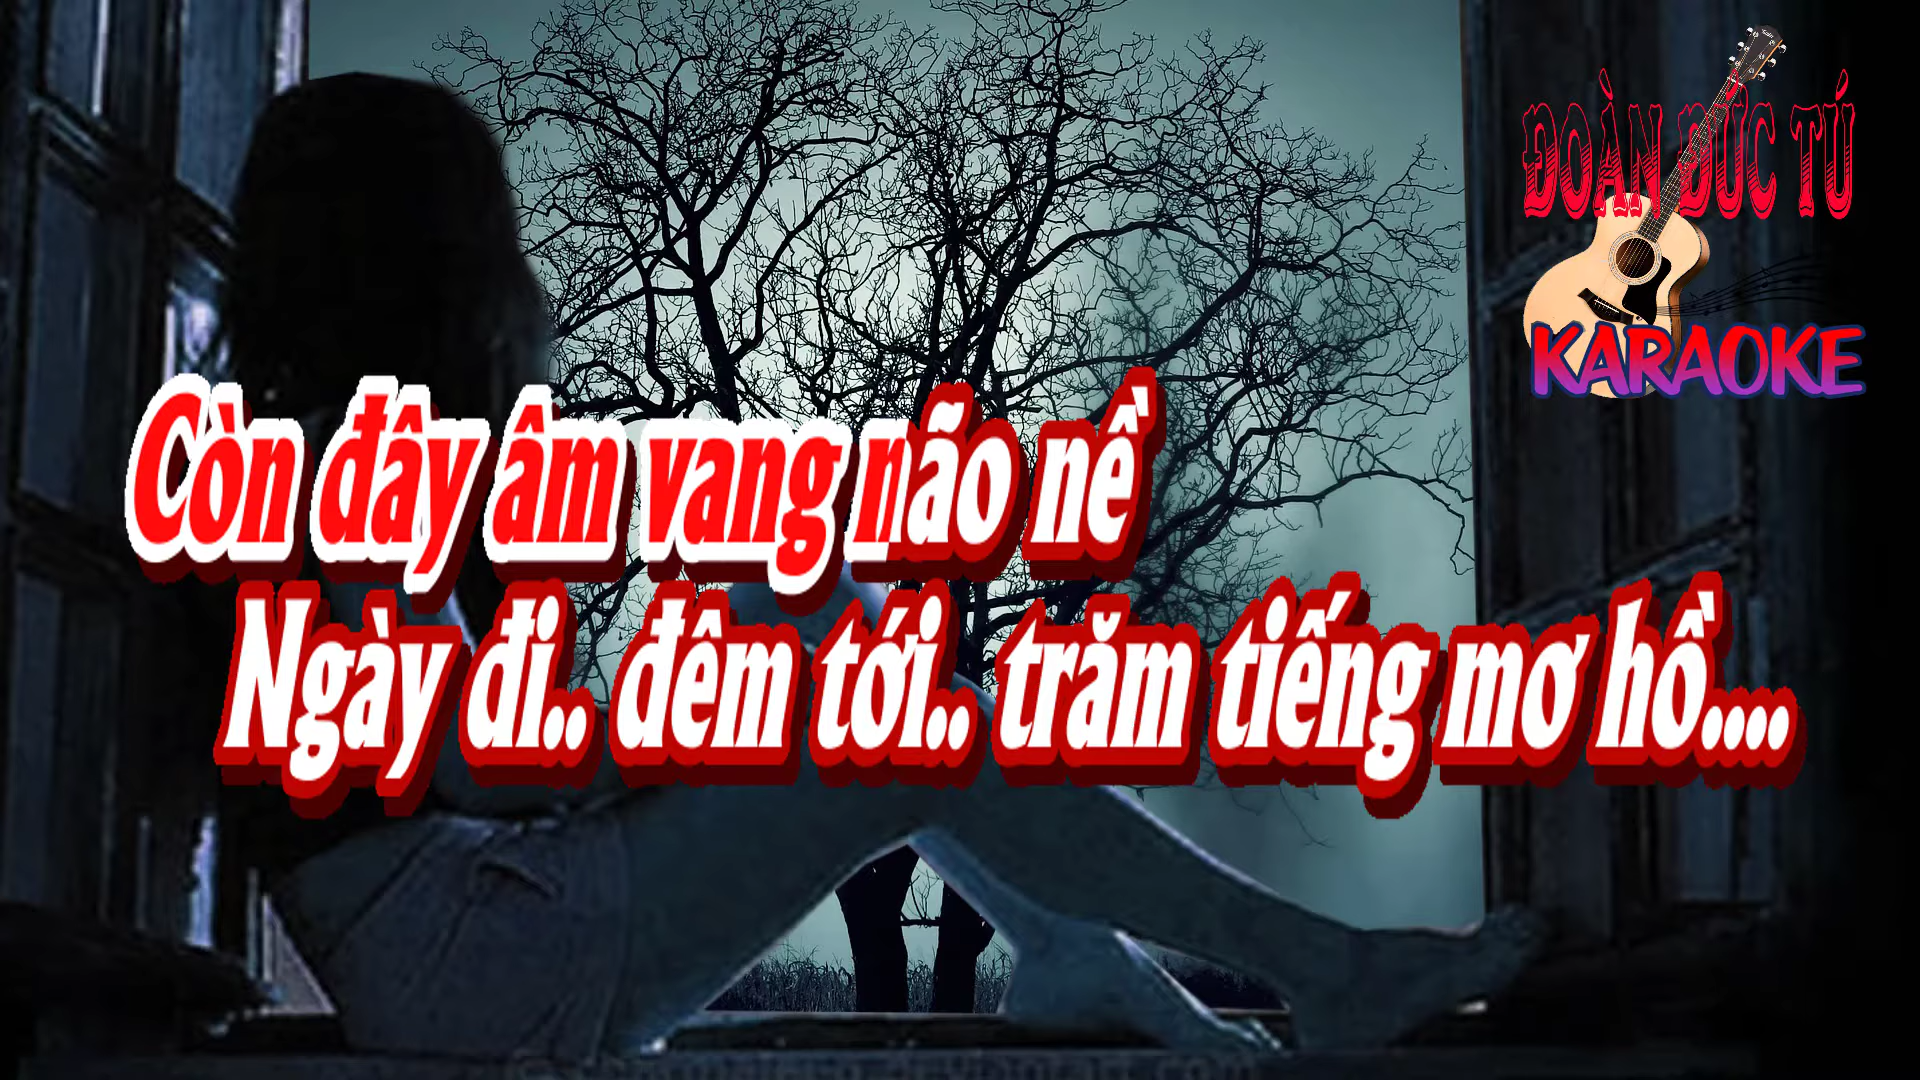 ĐOÀN ĐỨC TÚ
KARAOKE
Còn đây âm vang não nề
Ngày đi.. đêm tới.. trăm tiếng mơ hồ....